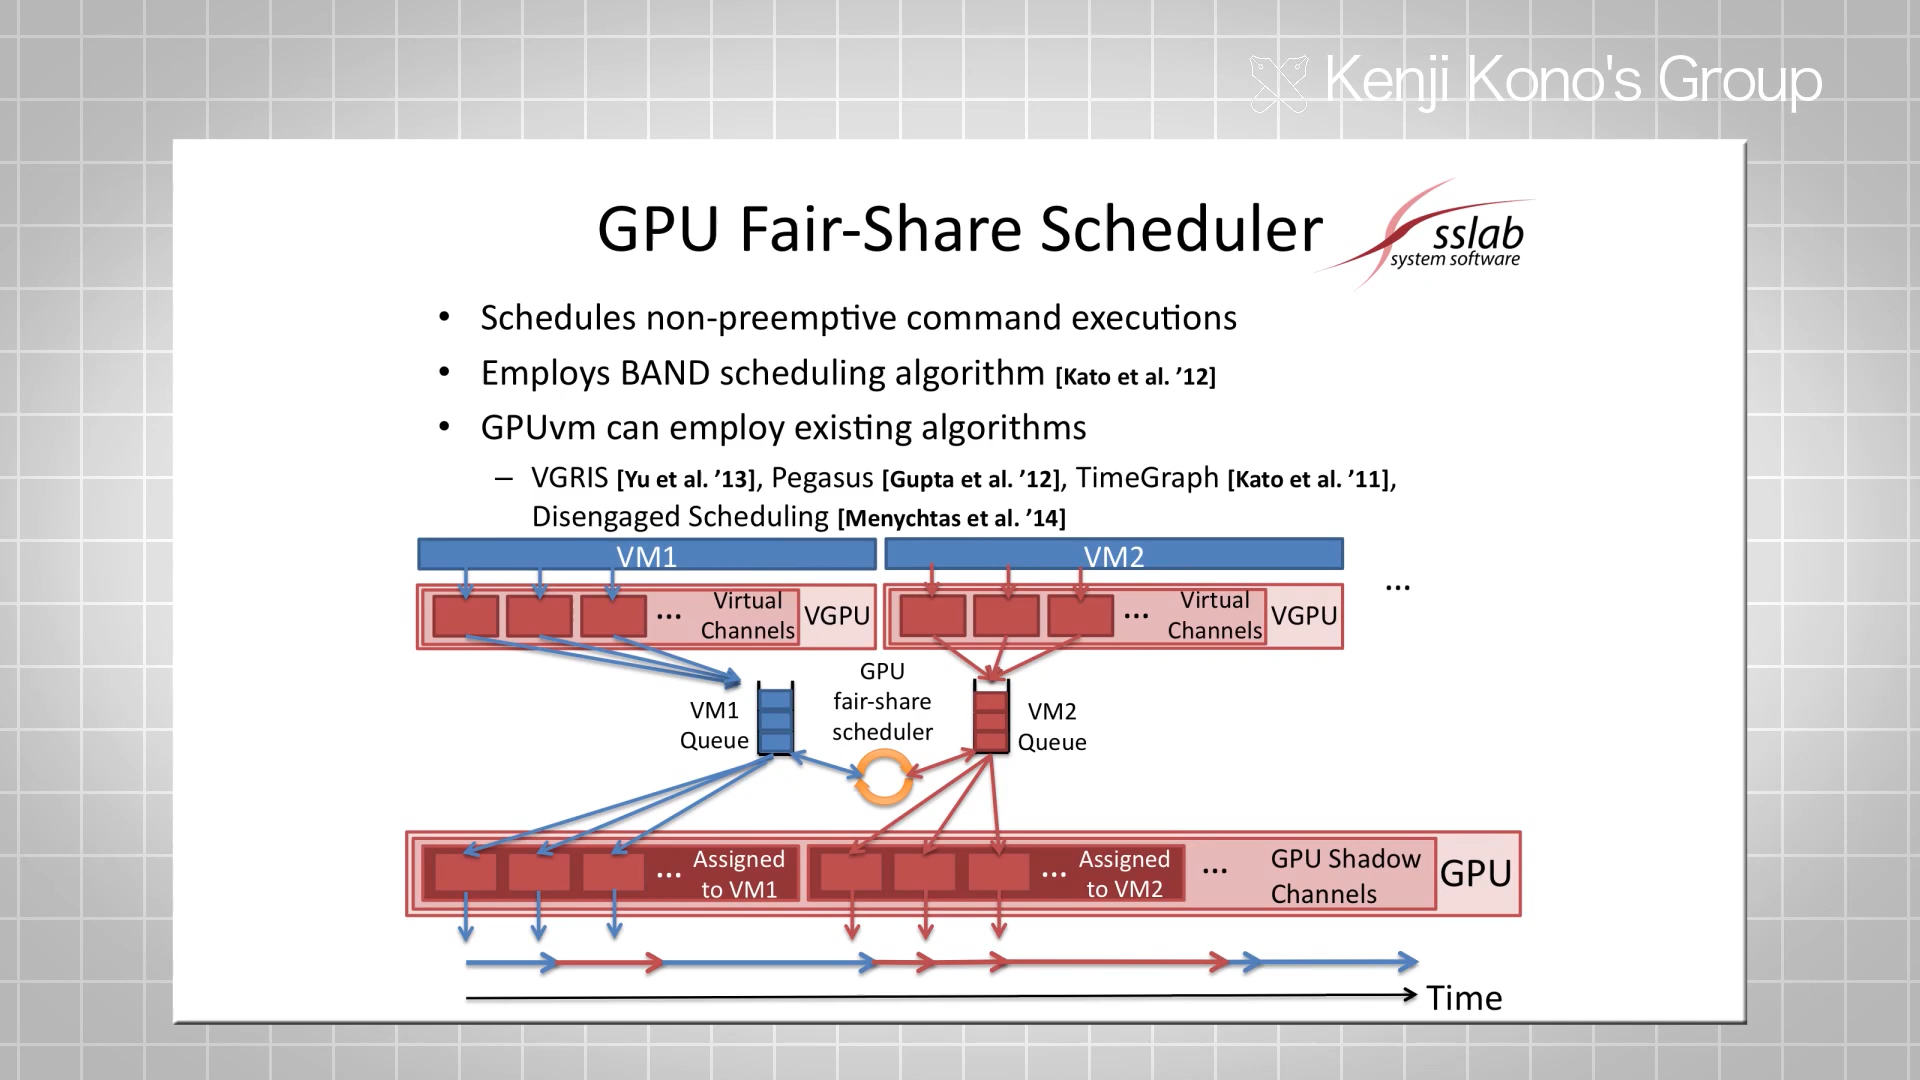 Kenji Kono's Group
GPU Fair-Share Scheduler
sslab
system software
• Schedules non-preemptive command executions
• Employs BAND scheduling algorithm [Kato et al. ’12]
• GPUvm can employ existing algorithms
– VGRIS [Yu et al. ’13], Pegasus [Gupta et al. ’12], TimeGraph [Kato et al. ’11],
Disengaged Scheduling [Menychtas et al. ’14]
VM1
VM2
...
... Virtual
Channels
VGPU
... Virtual
Channels
VGPU
GPU
fair-share
scheduler
VM1
Queue
VM2
Queue
... Assigned
to VM1
... Assigned
to VM2
... GPU Shadow
Channels
GPU
Time